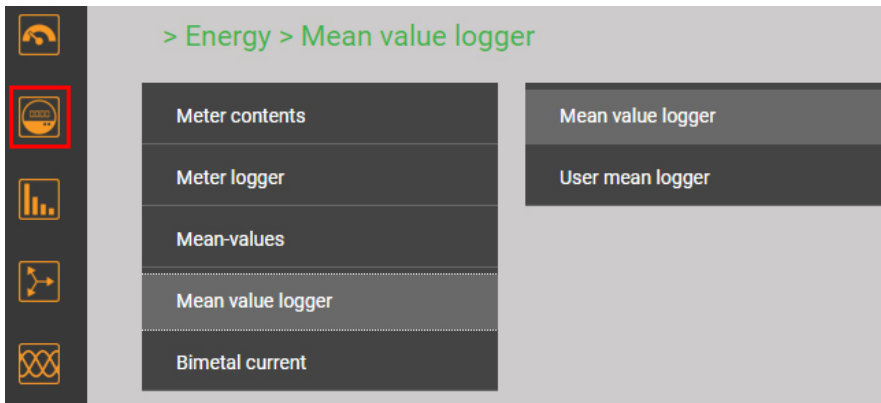 > Energy > Mean value logger
Meter contents
Meter logger
Mean-values
Mean value logger
Bimetal current
Mean value logger
User mean logger